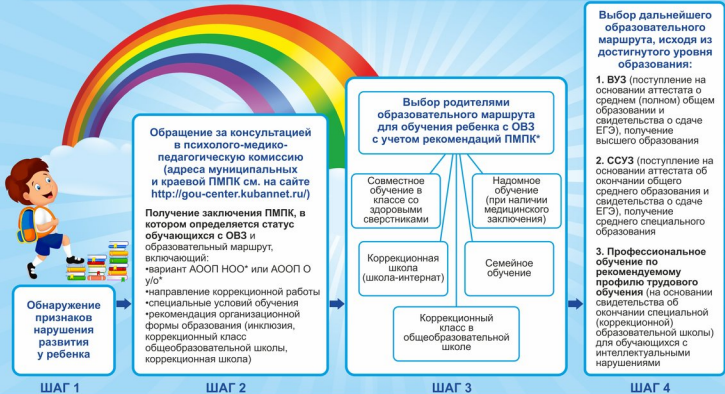 Обнаружение
признаков
нарушения
развития
у ребенка
ШАГ 1
Обращение за консультацией
в психолого-медико-
педагогическую комиссию
(адреса муниципальных
и краевой ПМПК см. на сайте
http://gou-center.kubannet.ru/)
Получение заключения ПМПК, в
котором определяется статус
обучающихся с ОВЗ и
образовательный маршрут,
включающий:
•вариант АООП НОО* или АООП О
у/о*
•направление коррекционной работы
•специальные условий обучения
•рекомендация организационной
формы образования (инклюзия,
коррекционный класс
общеобразовательной школы,
коррекционная школа)
ШАГ 2
Выбор родителями
образовательного маршрута
для обучения ребенка с ОВЗ
с учетом рекомендаций ПМПК*
Совместное
обучение в
классе со
здоровыми
сверстниками
Надомное
обучение
(при наличии
медицинского
заключения)
Коррекционная
школа
(школа-интернат)
Семейное
обучение
Коррекционный
класс в
общеобразовательной
школе
ШАГ 3
Выбор дальнейшего
образовательного
маршрута, исходя из
достигнутого уровня
образования:
1. ВУЗ (поступление на
основании аттестата о
среднем (полном) общем
образовании и
свидетельства о сдаче
ЕГЭ), получение
высшего образования
2. ССУЗ (поступление на
основании аттестата об
окончании общего
среднего образования и
свидетельства о сдаче
ЕГЭ), получение
среднего специального
образования
3. Профессиональное
обучение по
рекомендуемому
профилю трудового
обучения (на основании
свидетельства об
окончании специальной
(коррекционной)
образовательной школы)
для обучающихся с
интеллектуальными
нарушениями
ШАГ 4